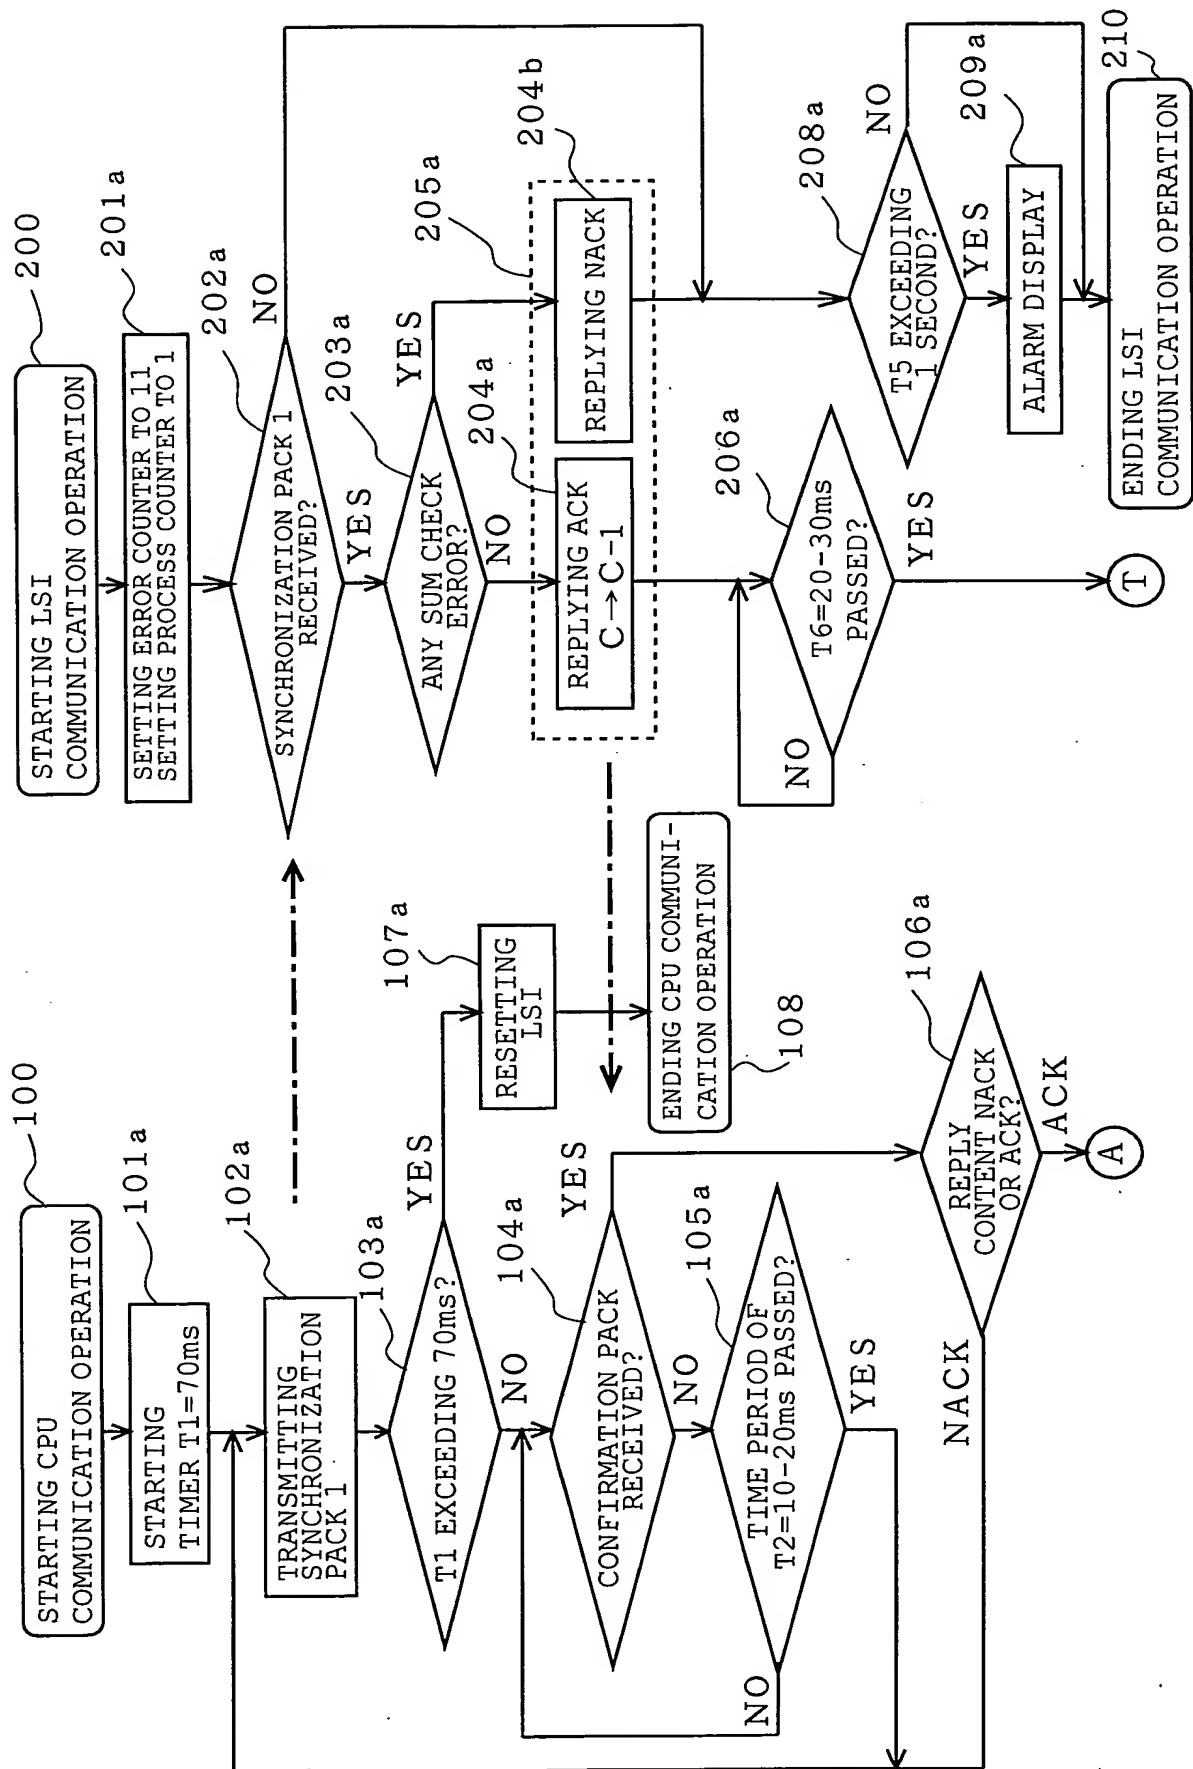 100
STARTING CPU
COMMUNICATION OPERATION
101a
STARTING
TIMER T1=70ms
102a
TRANSMITTING
SYNCHRONIZATION
PACK 1
103a
T1 EXCEEDING 70ms?
YES
NO
107a
RESETTING
LSI
ENDING CPU COMMUNI-
CATION OPERATION
108
104a
CONFIRMATION PACK
RECEIVED?
YES
NO
105a
TIME PERIOD OF
T2=10-20ms PASSED?
NO
YES
106a
REPLY
CONTENT NACK
OR ACK?
NACK
ACK
A
200
STARTING LSI
COMMUNICATION OPERATION
201a
SETTING ERROR COUNTER TO 11
SETTING PROCESS COUNTER TO 1
202a
SYNCHRONIZATION PACK 1
RECEIVED?
NO
YES
203a
ANY SUM CHECK
ERROR?
YES
NO
205a
204a
REPLYING ACK
C→C-1
204b
REPLYING NACK
206a
T6=20-30ms
PASSED?
NO
YES
T
208a
T5 EXCEEDING
1 SECOND?
NO
YES
209a
ALARM DISPLAY
210
ENDING LSI
COMMUNICATION OPERATION